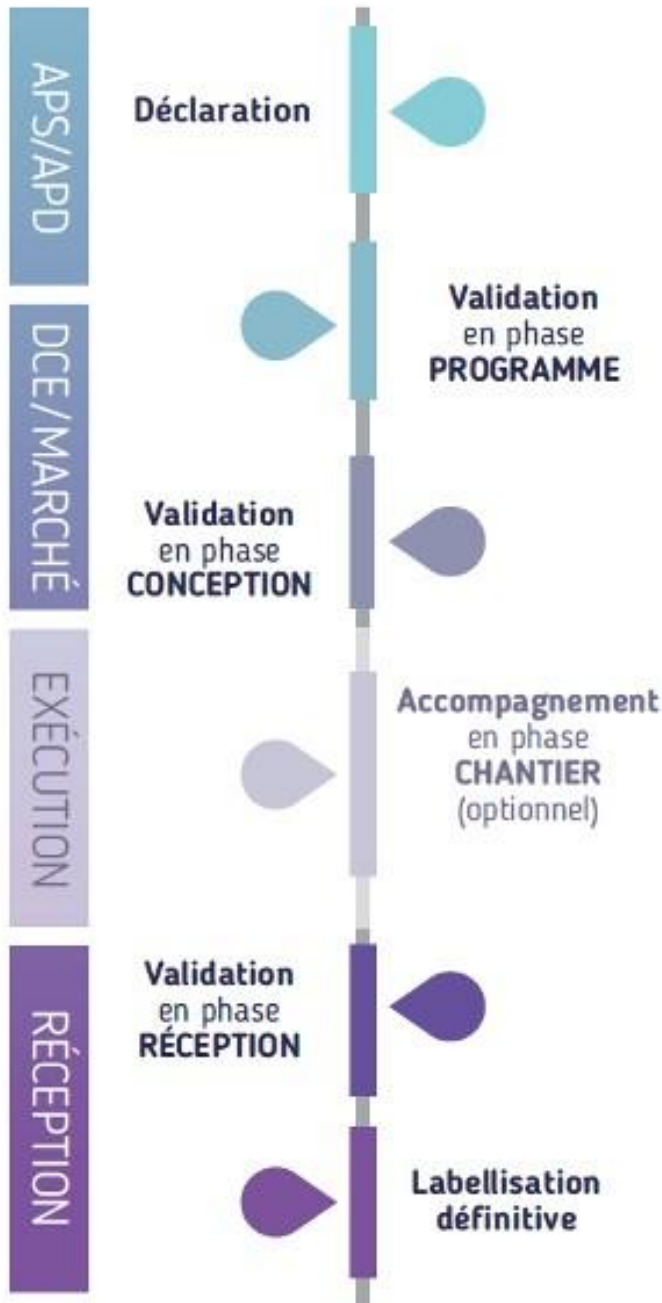 APS/APD
Déclaration
Validation
en phase
PROGRAMME
DCE/MARCHÉ
Validation
en phase
CONCEPTION
EXÉCUTION
Accompagnement
en phase
CHANTIER
(optionnel)
RÉCEPTION
Validation
en phase
RÉCEPTION
Labellisation
définitive